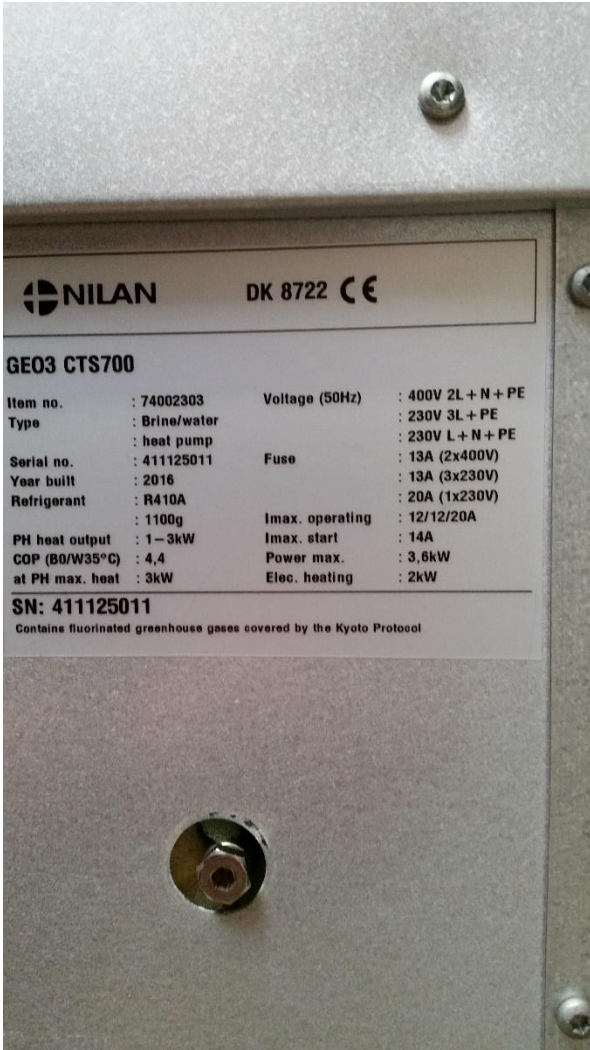 NILAN DK 8722 CE
GEO3 CTS700
Item no. : 74002303 Voltage (50Hz) : 400V 2L+N+PE
Type : Brine/water : 230V 3L+PE
: heat pump : 230V L+N+PE
Serial no. : 411125011 Fuse : 13A (2x400V)
Year built : 2016 : 13A (3x230V)
Refrigerant : R410A : 20A (1x230V)
: 1100g Imax. operating : 12/12/20A
PH heat output : 1–3kW Imax. start : 14A
COP (B0/W35°C) : 4,4 Power max. : 3,6kW
at PH max. heat : 3kW Elec. heating : 2kW
SN: 411125011
Contains fluorinated greenhouse gases covered by the Kyoto Protocol